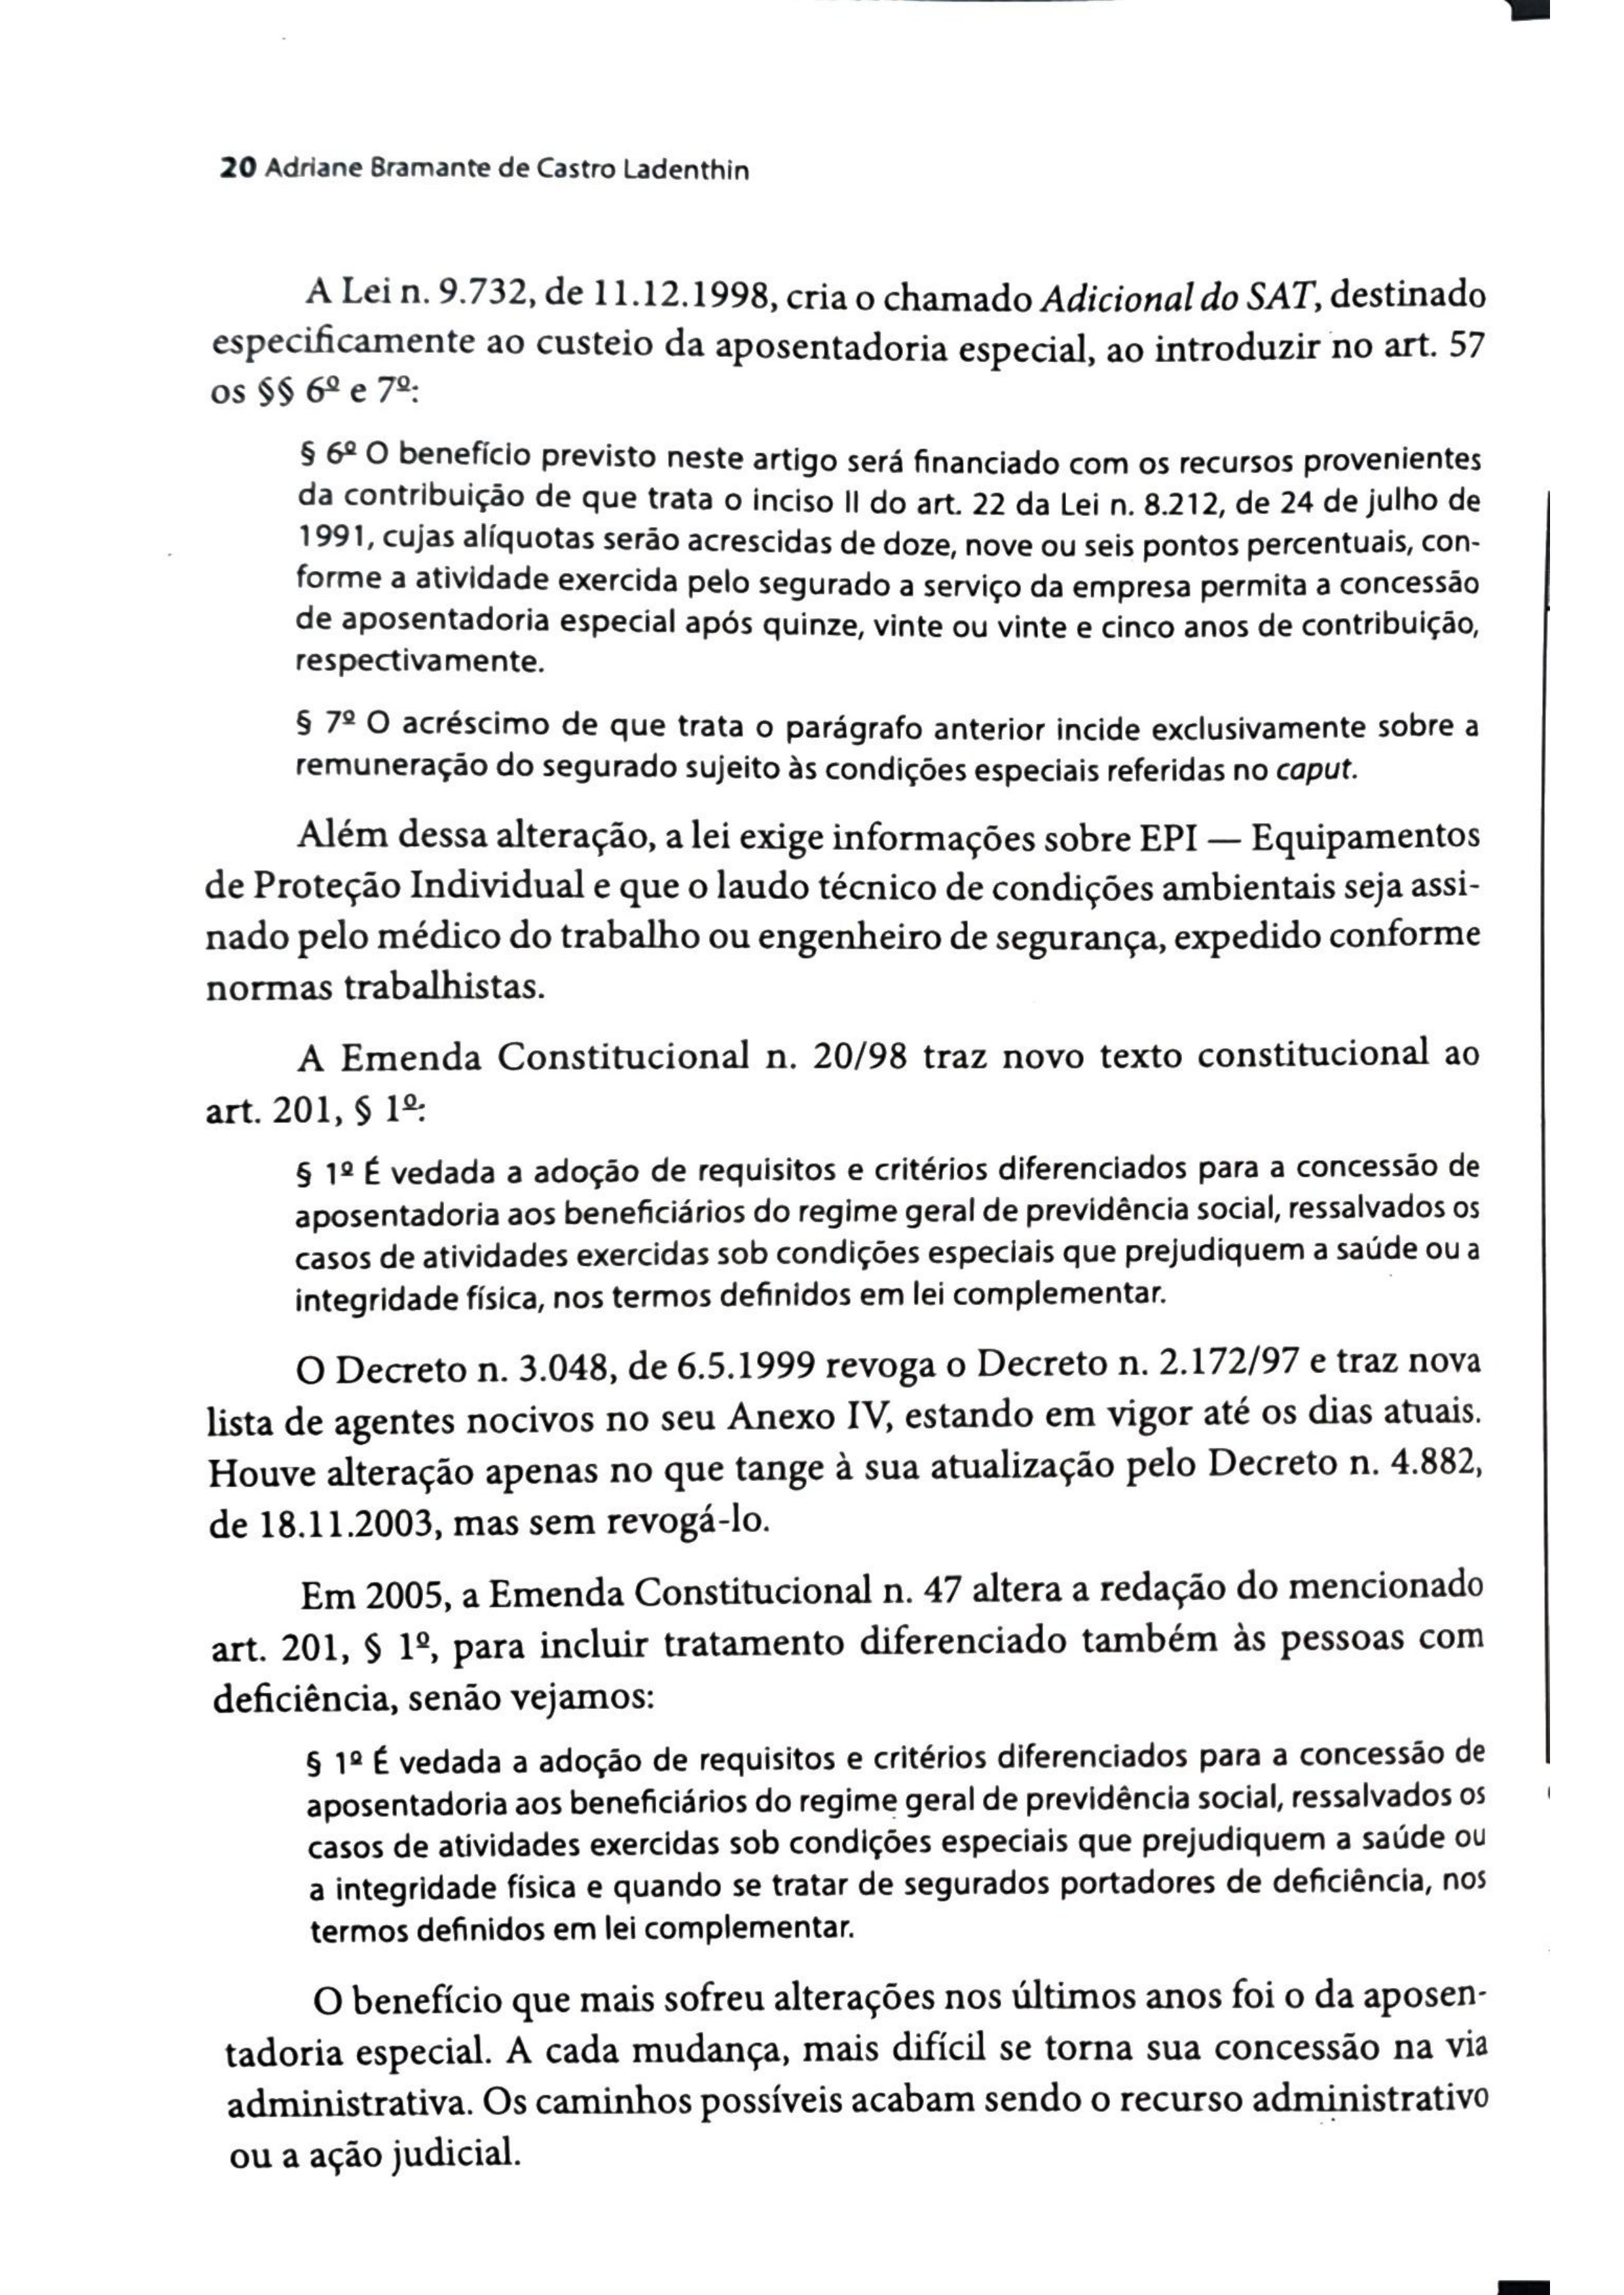 20 Adriane Bramante de Castro Ladenthin
A Lei n. 9.732, de 11.12.1998, cria o chamado Adicional do SAT, destinado
especificamente ao custeio da aposentadoria especial, ao introduzir no art. 57
os §§ 6º e 7º:
§ 6º O benefício previsto neste artigo será financiado com os recursos provenientes
da contribuição de que trata o inciso II do art. 22 da Lei n. 8.212, de 24 de julho de
1991, cujas alíquotas serão acrescidas de doze, nove ou seis pontos percentuais, con-
forme a atividade exercida pelo segurado a serviço da empresa permita a concessão
de aposentadoria especial após quinze, vinte ou vinte e cinco anos de contribuição,
respectivamente.
§ 7º O acréscimo de que trata o parágrafo anterior incide exclusivamente sobre a
remuneração do segurado sujeito às condições especiais referidas no caput.
Além dessa alteração, a lei exige informações sobre EPI — Equipamentos
de Proteção Individual e que o laudo técnico de condições ambientais seja assi-
nado pelo médico do trabalho ou engenheiro de segurança, expedido conforme
normas trabalhistas.
A Emenda Constitucional n. 20/98 traz novo texto constitucional ao
art. 201, § 1º:
§ 1º É vedada a adoção de requisitos e critérios diferenciados para a concessão de
aposentadoria aos beneficiários do regime geral de previdência social, ressalvados os
casos de atividades exercidas sob condições especiais que prejudiquem a saúde ou a
integridade física, nos termos definidos em lei complementar.
O Decreto n. 3.048, de 6.5.1999 revoga o Decreto n. 2.172/97 e traz nova
lista de agentes nocivos no seu Anexo IV, estando em vigor até os dias atuais.
Houve alteração apenas no que tange à sua atualização pelo Decreto n. 4.882,
de 18.11.2003, mas sem revogá-lo.
Em 2005, a Emenda Constitucional n. 47 altera a redação do mencionado
art. 201, § 1º, para incluir tratamento diferenciado também às pessoas com
deficiência, senão vejamos:
§ 1º É vedada a adoção de requisitos e critérios diferenciados para a concessão de
aposentadoria aos beneficiários do regime geral de previdência social, ressalvados os
casos de atividades exercidas sob condições especiais que prejudiquem a saúde ou
a integridade física e quando se tratar de segurados portadores de deficiência, nos
termos definidos em lei complementar.
O benefício que mais sofreu alterações nos últimos anos foi o da aposen-
tadoria especial. A cada mudança, mais difícil se torna sua concessão na via
administrativa. Os caminhos possíveis acabam sendo o recurso administrativo
ou a ação judicial.